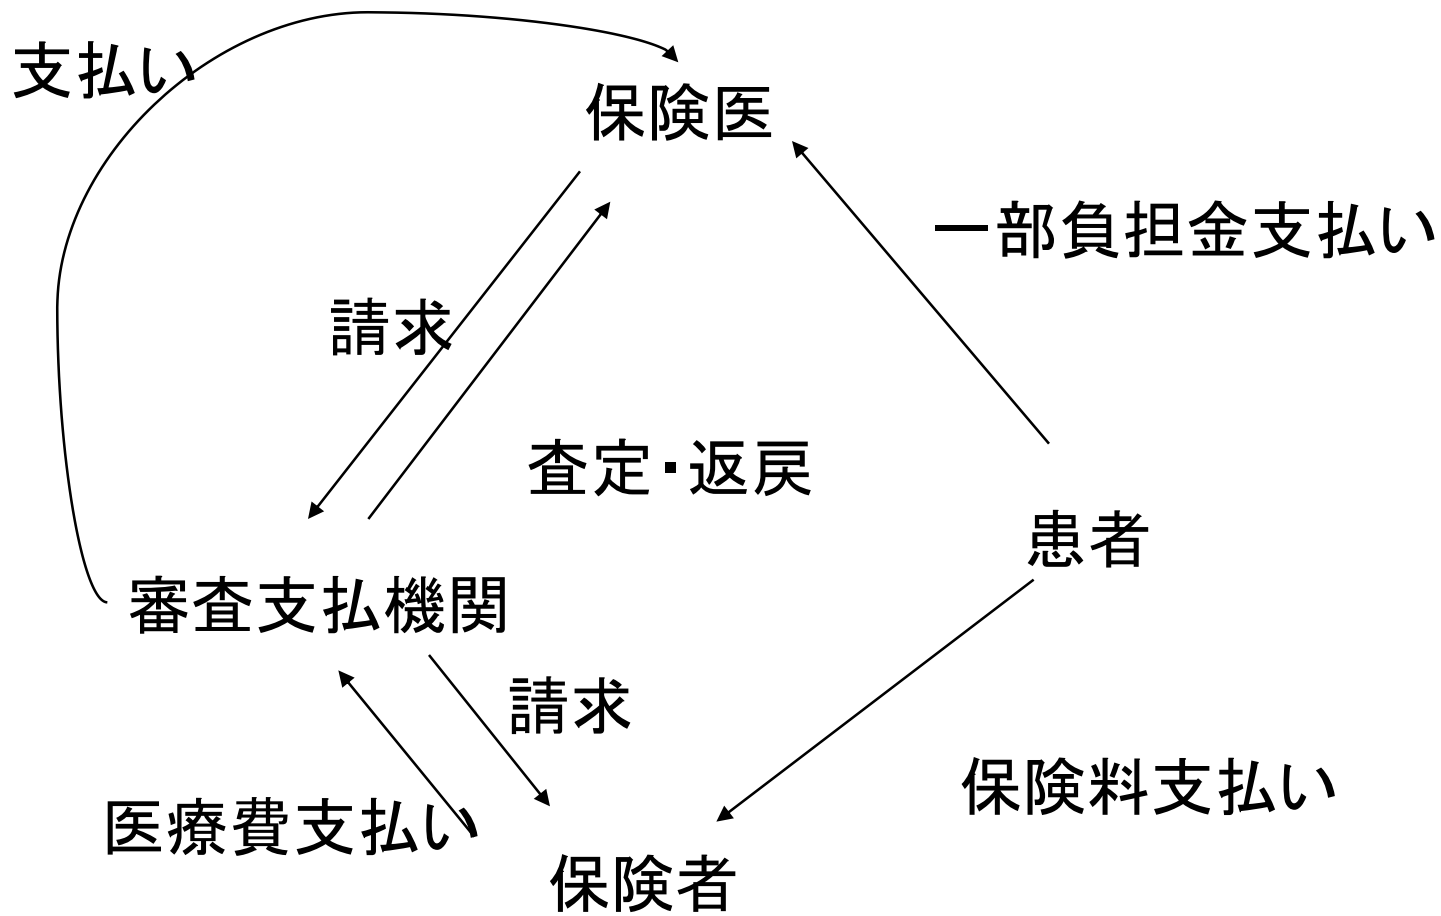 支払い
保険医
一部負担金支払い
請求
査定・返戻
患者
審査支払機関
請求
保険料支払い
医療費支払い
保険者